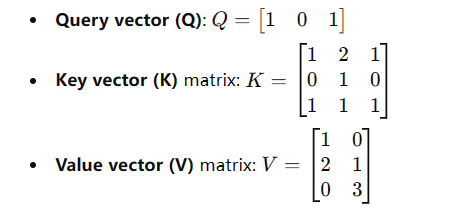 • Query vector (Q): Q = [1 0 1]
• Key vector (K) matrix: K = [1 2 1
0 1 0
1 1 1]
• Value vector (V) matrix: V = [1 0
2 1
0 3]